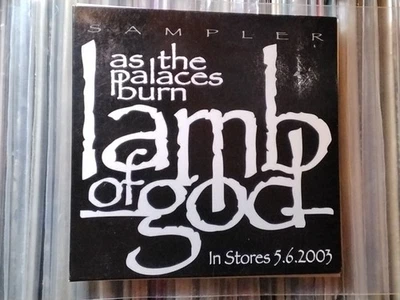 SAMPLER
as the
palaces
burn
lamb
of god
In Stores 5.6.2003